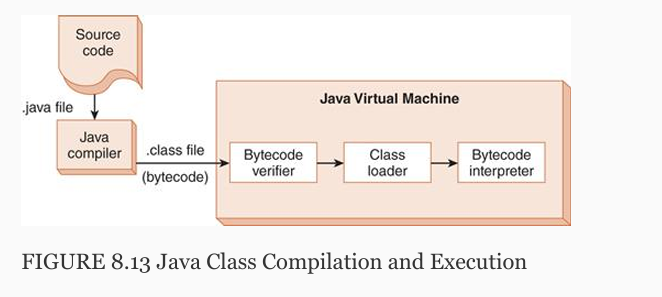 Source
code
.java file
Java
compiler
.class file
(bytecode)
Java Virtual Machine
Bytecode
verifier
Class
loader
Bytecode
interpreter
FIGURE 8.13 Java Class Compilation and Execution